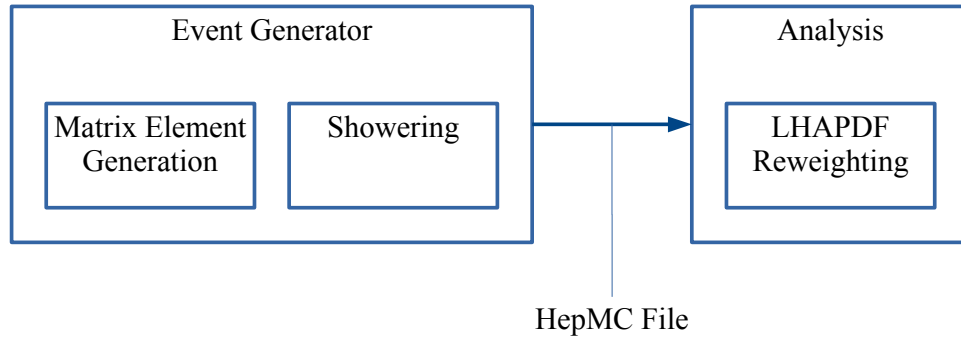 Event Generator
Matrix Element
Generation
Showering
Analysis
LHAPDF
Reweighting
HepMC File